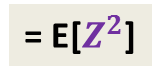 = E[Z²]